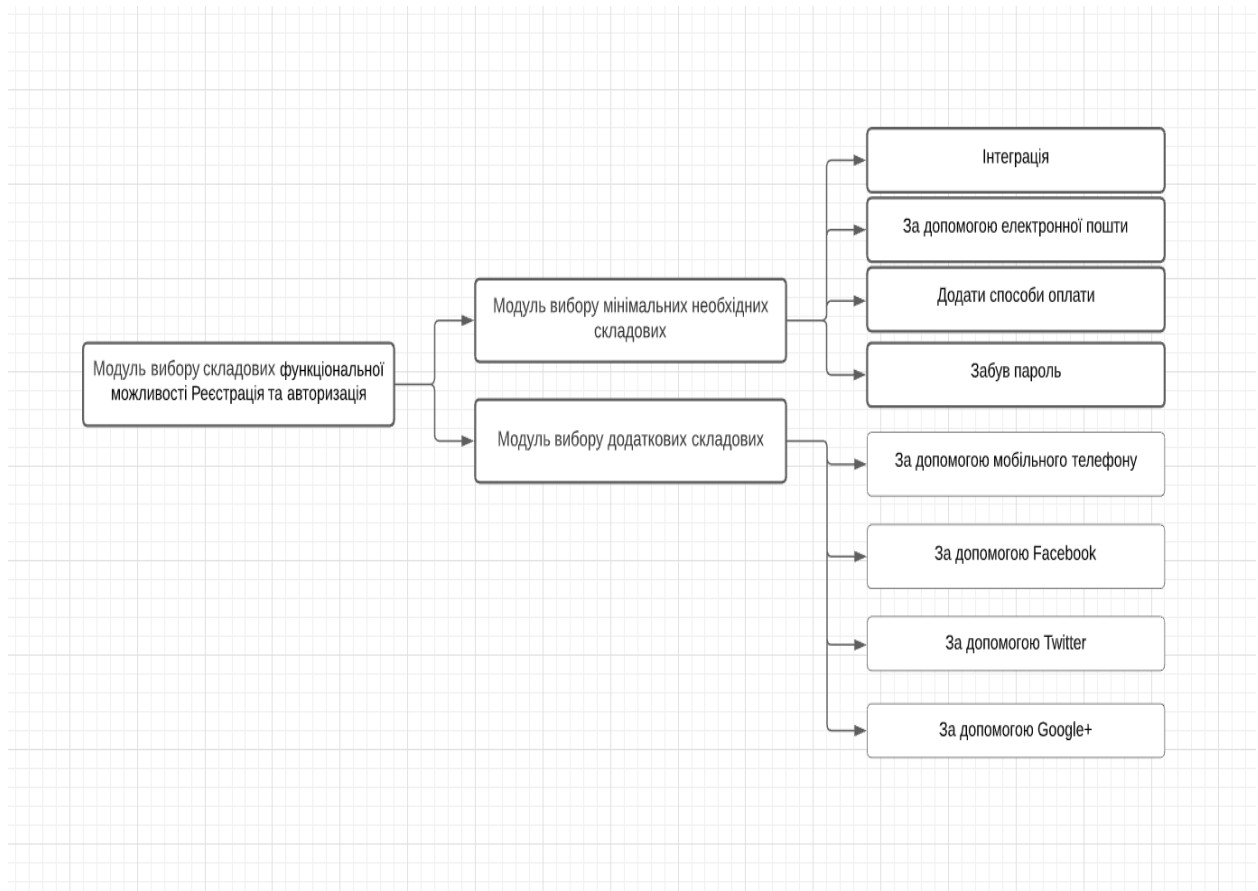 Модуль вибору складових функціональної
можливості Реєстрація та авторизація
Модуль вибору мінімальних необхідних
складових
Модуль вибору додаткових складових
Інтеграція
За допомогою електронної пошти
Додати способи оплати
Забув пароль
За допомогою мобільного телефону
За допомогою Facebook
За допомогою Twitter
За допомогою Google+